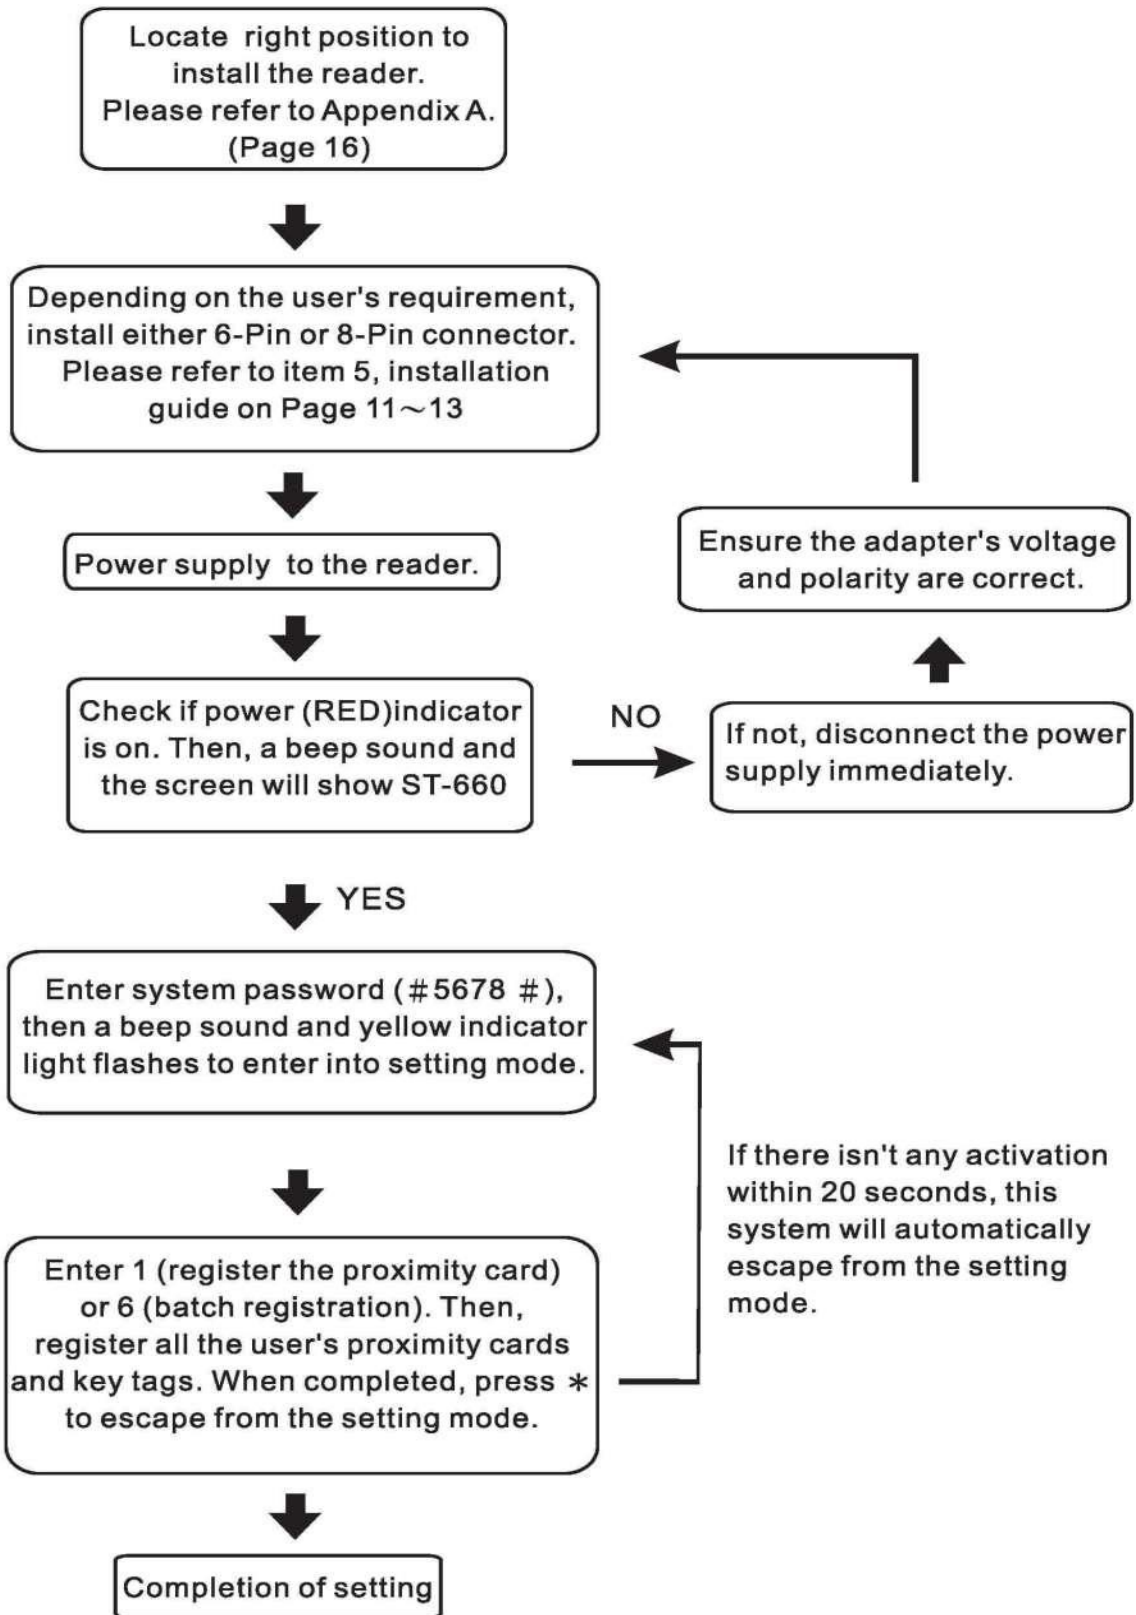 Locate right position to
install the reader.
Please refer to Appendix A.
(Page 16)
Depending on the user's requirement,
install either 6-Pin or 8-Pin connector.
Please refer to item 5, installation
guide on Page 11～13
Power supply to the reader.
Ensure the adapter's voltage
and polarity are correct.
Check if power (RED)indicator
is on. Then, a beep sound and
the screen will show ST-660
NO
If not, disconnect the power
supply immediately.
YES
Enter system password (#5678 #),
then a beep sound and yellow indicator
light flashes to enter into setting mode.
If there isn't any activation
within 20 seconds, this
system will automatically
escape from the setting
mode.
Enter 1 (register the proximity card)
or 6 (batch registration). Then,
register all the user's proximity cards
and key tags. When completed, press *
to escape from the setting mode.
Completion of setting